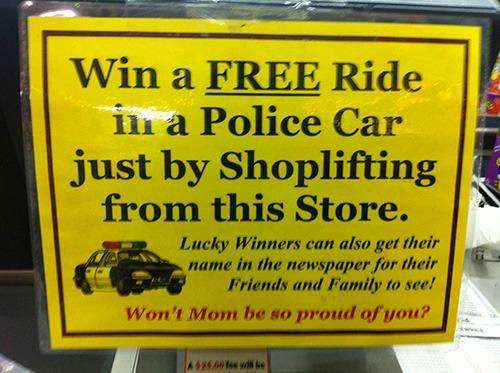 Win a FREE Ride
in a Police Car
just by Shoplifting
from this Store.
Lucky Winners can also get their
name in the newspaper for their
Friends and Family to see!
Won't Mom be so proud of you?
A $25.00 fee will be